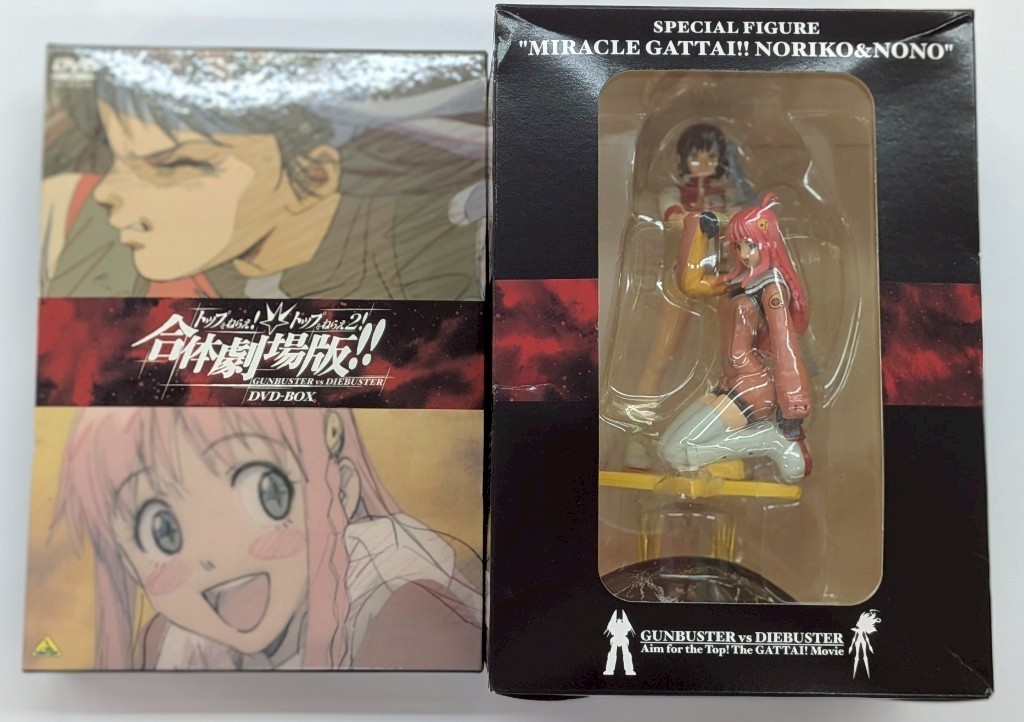 DVD
トップをねらえ!
トップをねらえ2!
合体劇場版!!
GUNBUSTER vs DIEBUSTER
DVD-BOX
SPECIAL FIGURE
"MIRACLE GATTAI!! NORIKO&NONO"
GUNBUSTER vs DIEBUSTER
Aim for the Top! The GATTAI! Movie